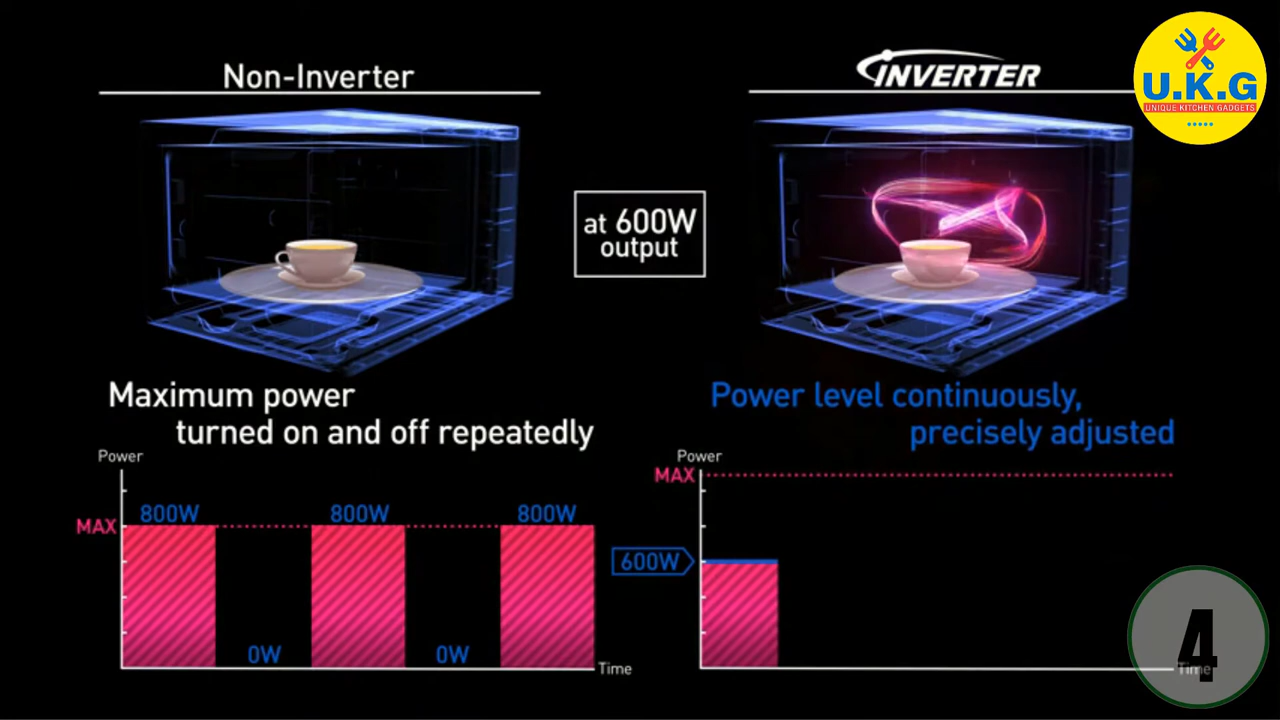 Non-Inverter
INVERTER
U.K.G
UNIQUE KITCHEN GADGETS
at 600W
output
Maximum power
turned on and off repeatedly
Power level continuously,
precisely adjusted
Power
MAX
800W
800W
800W
0W
0W
Time
Power
MAX
600W
Time
4